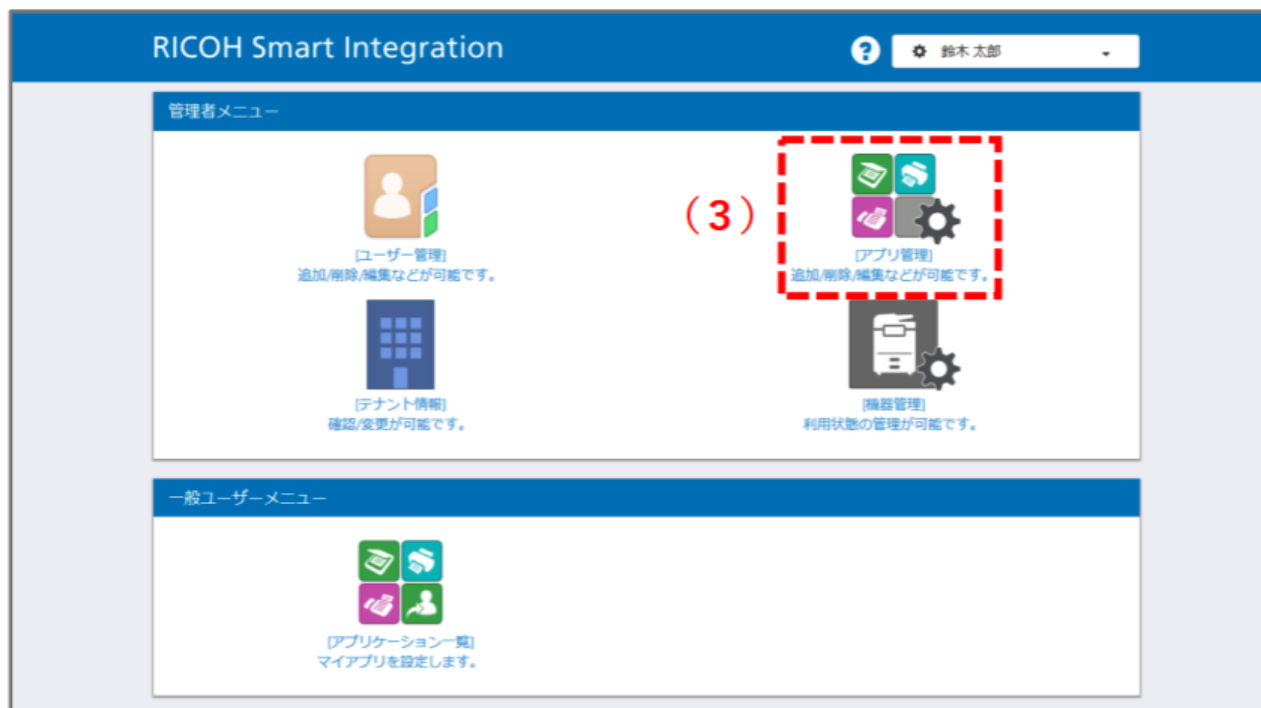 RICOH Smart Integration
? 鈴木 太郎
管理者メニュー
(3)
[ユーザー管理]
追加/削除/編集などが可能です。
[アプリ管理]
追加/削除/編集などが可能です。
[テナント情報]
確認/変更が可能です。
[機器管理]
利用状態の管理が可能です。
一般ユーザーメニュー
[アプリケーション一覧]
マイアプリを設定します。